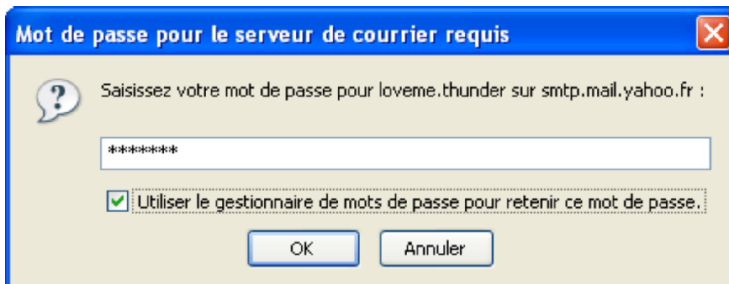 Mot de passe pour le serveur de courrier requis
Saisissez votre mot de passe pour loveme.thunder sur smtp.mail.yahoo.fr :
*******
Utiliser le gestionnaire de mots de passe pour retenir ce mot de passe.
OK
Annuler